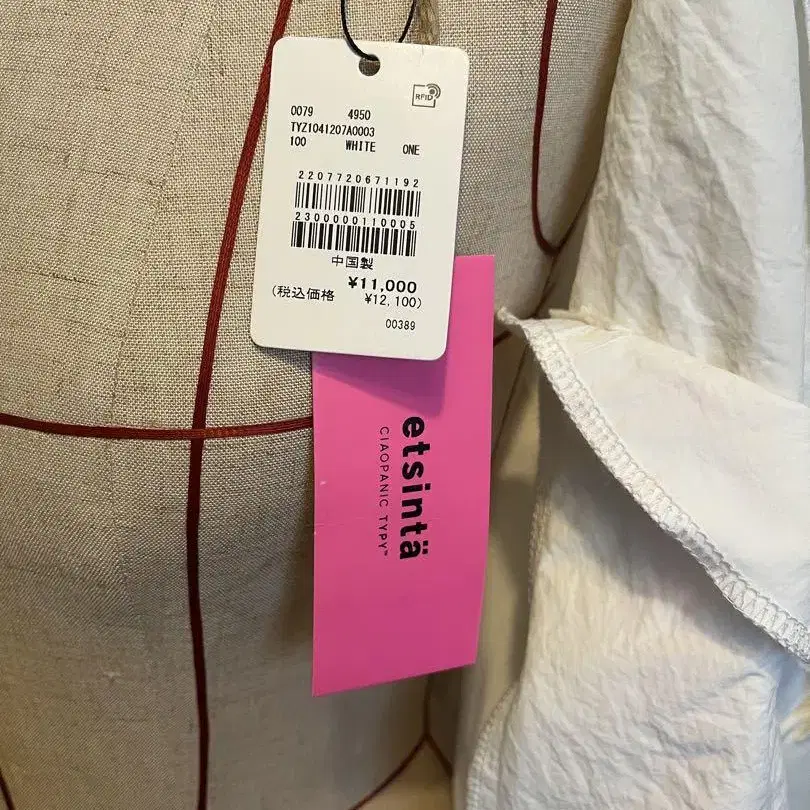 RFID
0079 4950
TYZ1041207A0003
100 WHITE ONE
2207720671192
2300000110005
中国製
¥11,000
(税込価格 ¥12,100)
00389
etsintä
CIAOPANIC TYPY™